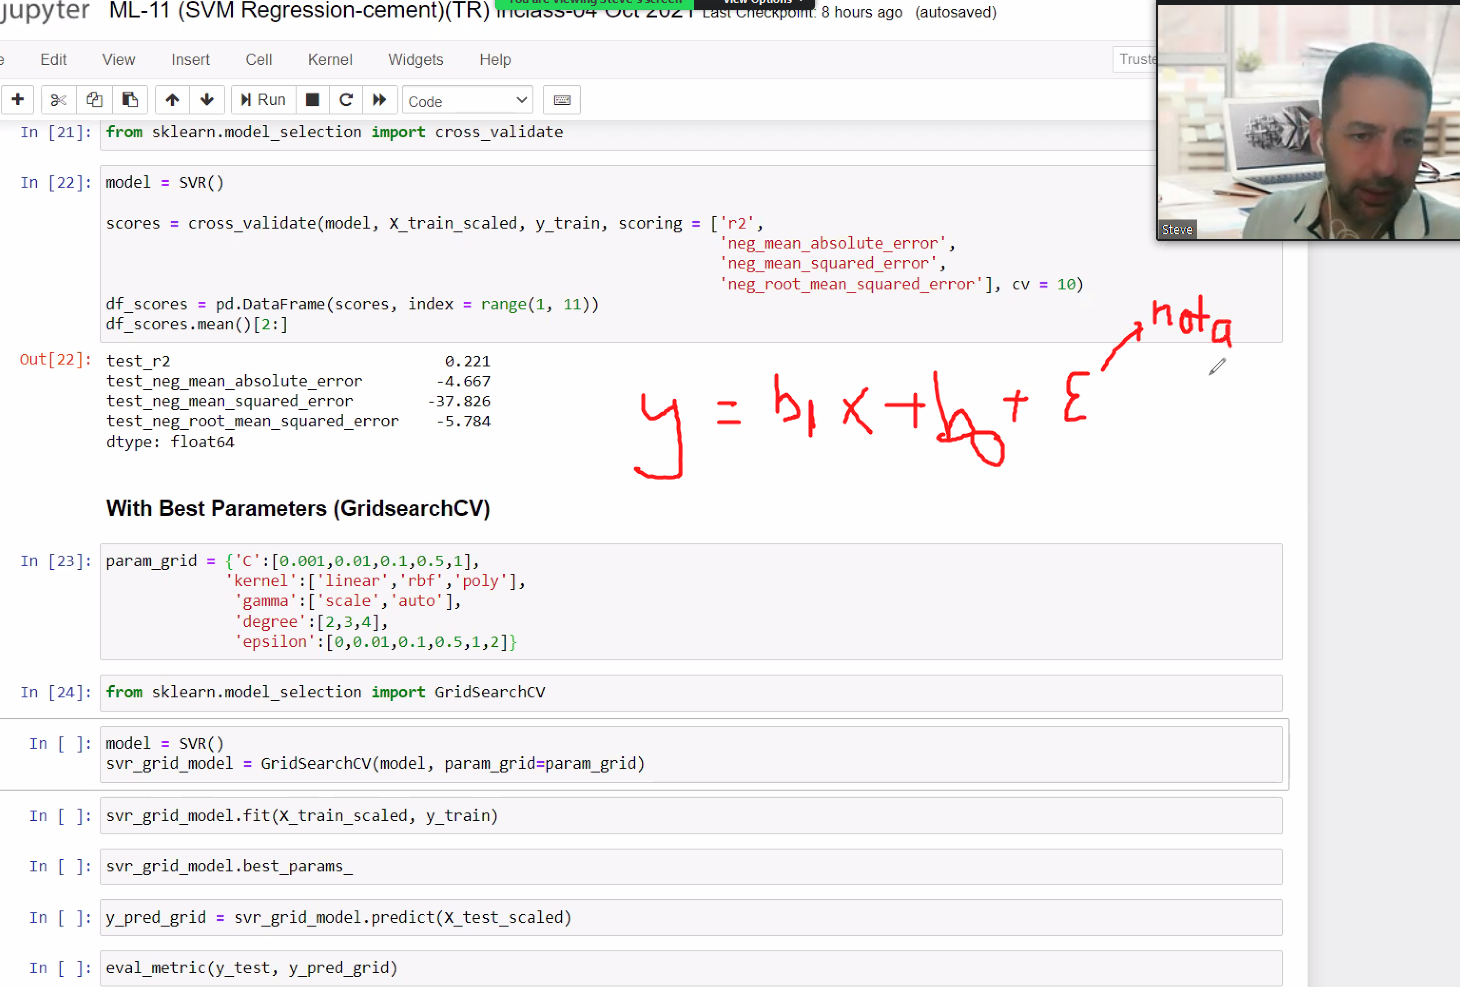 jupyter ML-11 (SVM Regression-cement)(TR) inclass-04 Oct 2021 Last Checkpoint: 8 hours ago (autosaved)
You are viewing Steve's screen View Options
Edit View Insert Cell Kernel Widgets Help Truste
Run Code
In [21]: from sklearn.model_selection import cross_validate
In [22]: model = SVR()
scores = cross_validate(model, X_train_scaled, y_train, scoring = ['r2',
'neg_mean_absolute_error',
'neg_mean_squared_error',
'neg_root_mean_squared_error'], cv = 10)
df_scores = pd.DataFrame(scores, index = range(1, 11))
df_scores.mean()[2:]
Steve
Out[22]: test_r2 0.221
test_neg_mean_absolute_error -4.667
test_neg_mean_squared_error -37.826
test_neg_root_mean_squared_error -5.784
dtype: float64
nota
y = b1 x + b0 + ε
With Best Parameters (GridsearchCV)
In [23]: param_grid = {'C':[0.001,0.01,0.1,0.5,1],
'kernel':['linear','rbf','poly'],
'gamma':['scale','auto'],
'degree':[2,3,4],
'epsilon':[0,0.01,0.1,0.5,1,2]}
In [24]: from sklearn.model_selection import GridSearchCV
In [ ]: model = SVR()
svr_grid_model = GridSearchCV(model, param_grid=param_grid)
In [ ]: svr_grid_model.fit(X_train_scaled, y_train)
In [ ]: svr_grid_model.best_params_
In [ ]: y_pred_grid = svr_grid_model.predict(X_test_scaled)
In [ ]: eval_metric(y_test, y_pred_grid)